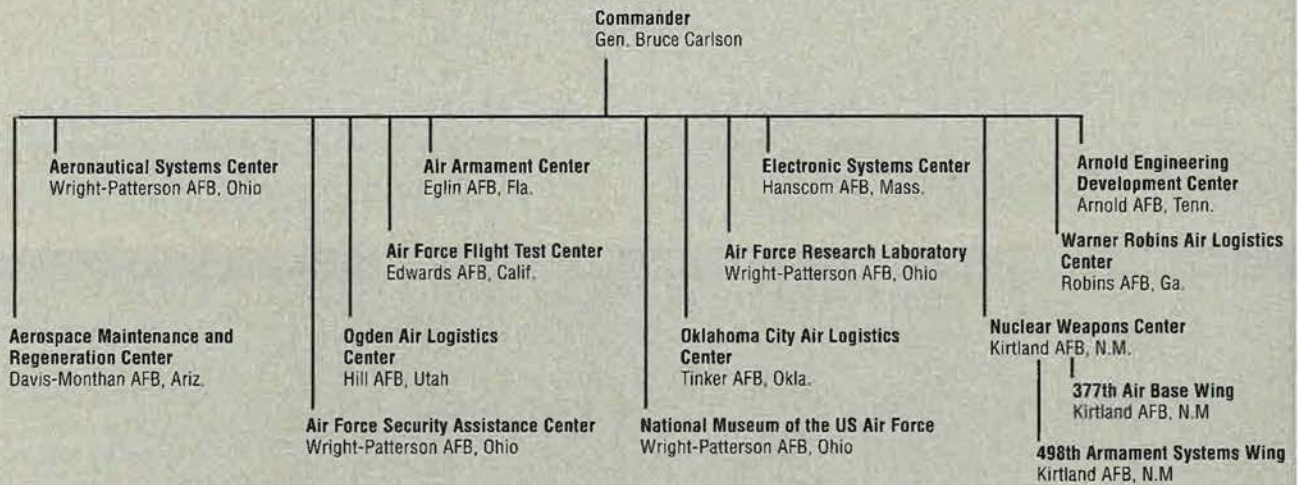 Commander
Gen. Bruce Carlson
Aeronautical Systems Center
Wright-Patterson AFB, Ohio
Air Armament Center
Eglin AFB, Fla.
Electronic Systems Center
Hanscom AFB, Mass.
Arnold Engineering
Development Center
Arnold AFB, Tenn.
Air Force Flight Test Center
Edwards AFB, Calif.
Air Force Research Laboratory
Wright-Patterson AFB, Ohio
Warner Robins Air Logistics
Center
Robins AFB, Ga.
Aerospace Maintenance and
Regeneration Center
Davis-Monthan AFB, Ariz.
Ogden Air Logistics
Center
Hill AFB, Utah
Oklahoma City Air Logistics
Center
Tinker AFB, Okla.
Nuclear Weapons Center
Kirtland AFB, N.M.
377th Air Base Wing
Kirtland AFB, N.M
Air Force Security Assistance Center
Wright-Patterson AFB, Ohio
National Museum of the US Air Force
Wright-Patterson AFB, Ohio
498th Armament Systems Wing
Kirtland AFB, N.M